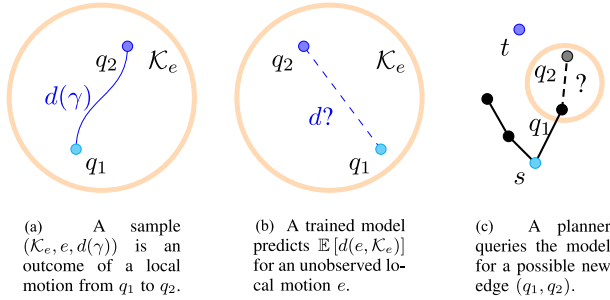 q₂
𝒦ₑ
d(γ)
q₁
q₂
𝒦ₑ
d?
q₁
t
q₂
?
q₁
s
(a) A sample
(𝒦ₑ, e, d(γ)) is an
outcome of a local
motion from q₁ to q₂.
(b) A trained model
predicts 𝔼 [d(e, 𝒦ₑ)]
for an unobserved lo-
cal motion e.
(c) A planner
queries the model
for a possible new
edge (q₁, q₂).